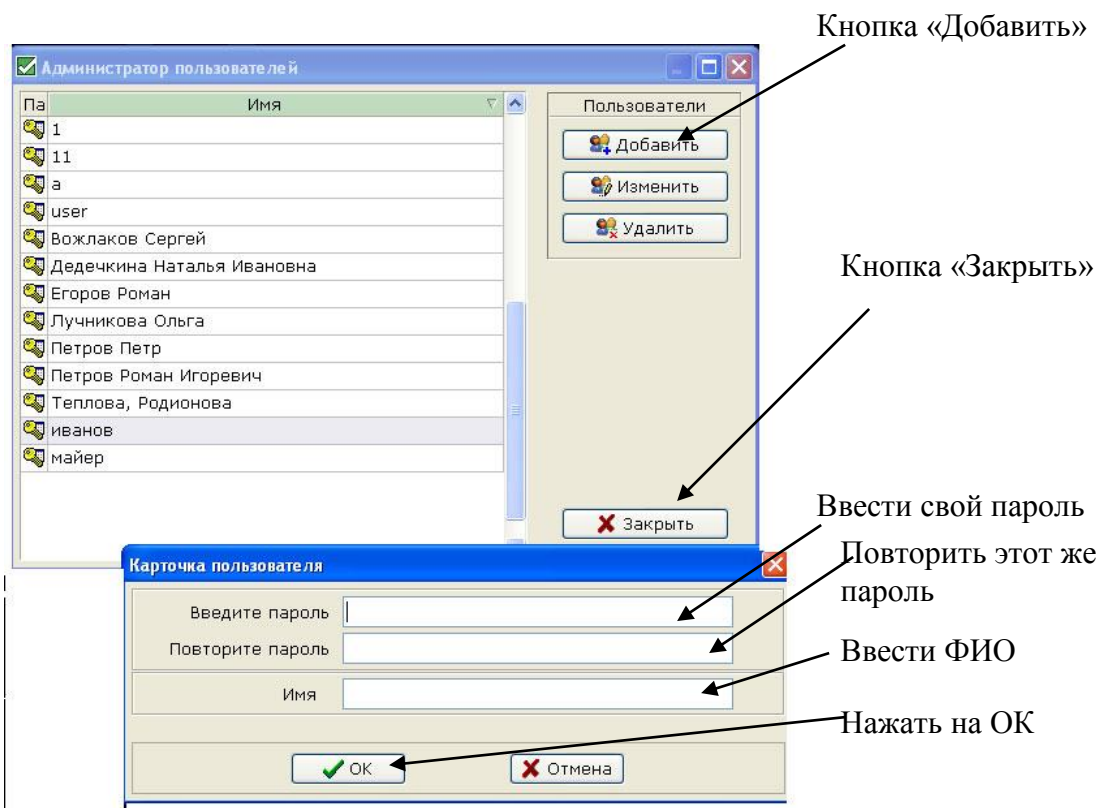 Кнопка «Добавить»
Администратор пользователей
Па Имя
Пользователи
1
Добавить
11
а
Изменить
user
Удалить
Вожлаков Сергей
Дедечкина Наталья Ивановна
Кнопка «Закрыть»
Егоров Роман
Лучникова Ольга
Петров Петр
Петров Роман Игоревич
Теплова, Родионова
иванов
майер
Ввести свой пароль
Закрыть
Повторить этот же
пароль
Карточка пользователя
Введите пароль
Повторите пароль
Ввести ФИО
Имя
Нажать на ОК
ОК
Отмена